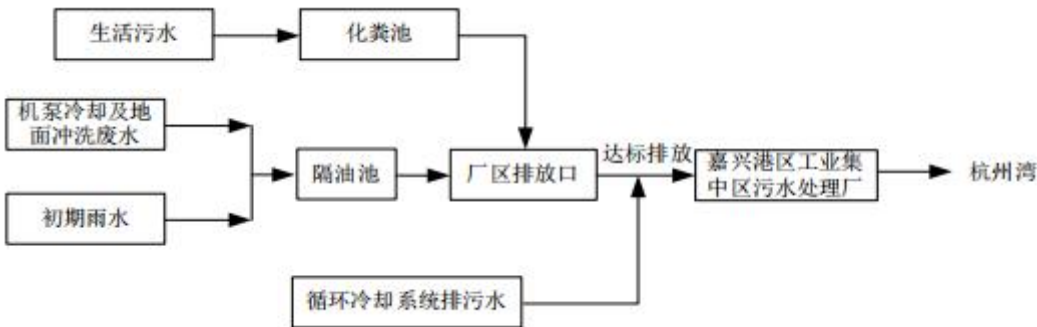 生活污水
化粪池
机泵冷却及地
面冲洗废水
初期雨水
隔油池
厂区排放口
达标排放
嘉兴港区工业集
中区污水处理厂
杭州湾
循环冷却系统排污水